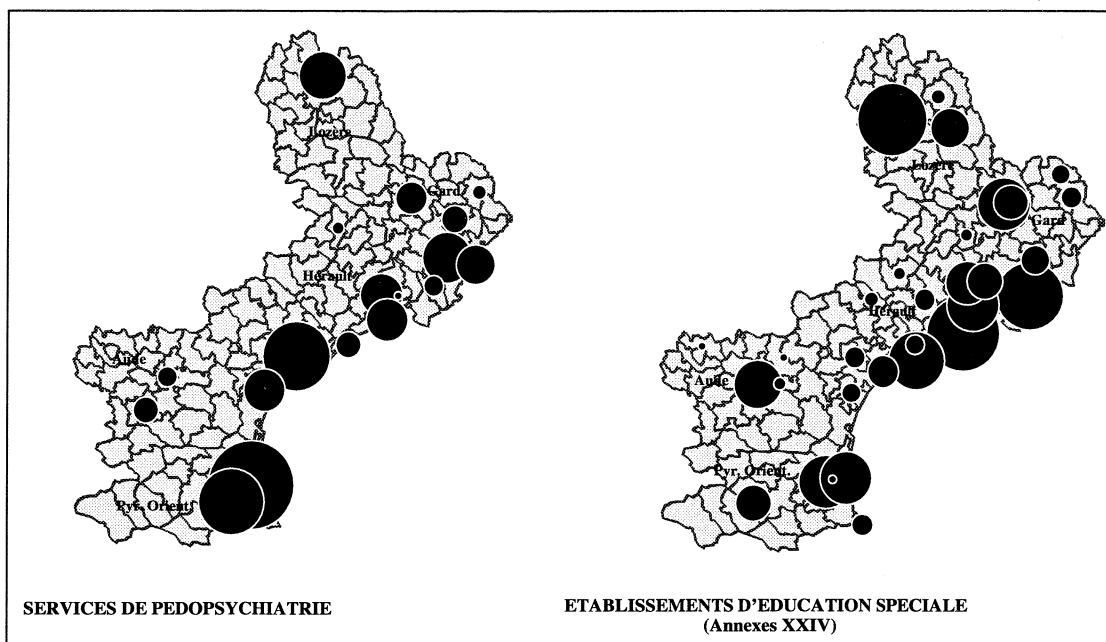 Lozère
Gard
Hérault
Aude
Pyr. Orient.
SERVICES DE PEDOPSYCHIATRIE
Lozère
Gard
Hérault
Aude
Pyr. Orient.
ETABLISSEMENTS D'EDUCATION SPECIALE
(Annexes XXIV)